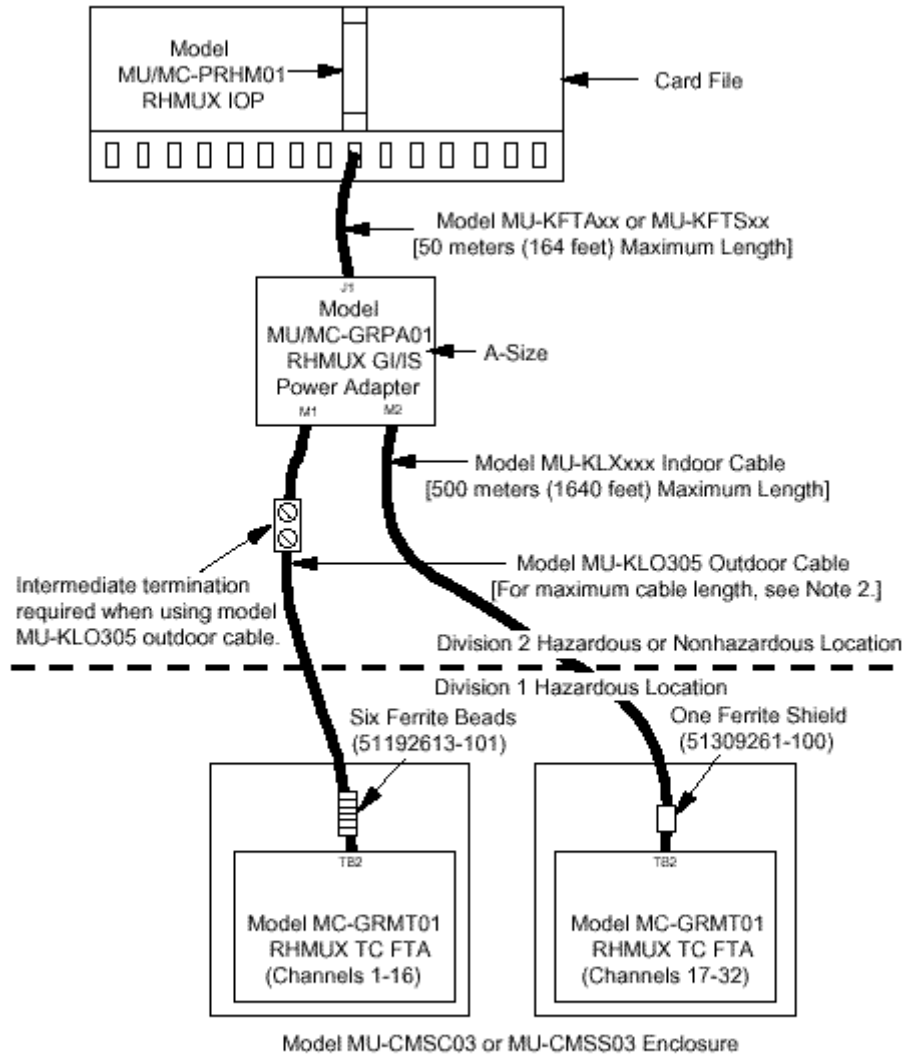 Model
MU/MC-PRHM01
RHMUX IOP
Card File
Model MU-KFTAxx or MU-KFTSxx
[50 meters (164 feet) Maximum Length]
J1
Model
MU/MC-GRPA01
RHMUX GI/IS
Power Adapter
M1
M2
A-Size
Model MU-KLXxxx Indoor Cable
[500 meters (1640 feet) Maximum Length]
Intermediate termination
required when using model
MU-KLO305 outdoor cable.
Model MU-KLO305 Outdoor Cable
[For maximum cable length, see Note 2.]
Division 2 Hazardous or Nonhazardous Location
Division 1 Hazardous Location
Six Ferrite Beads
(51192613-101)
One Ferrite Shield
(51309261-100)
TB2
Model MC-GRMT01
RHMUX TC FTA
(Channels 1-16)
TB2
Model MC-GRMT01
RHMUX TC FTA
(Channels 17-32)
Model MU-CMSC03 or MU-CMSS03 Enclosure